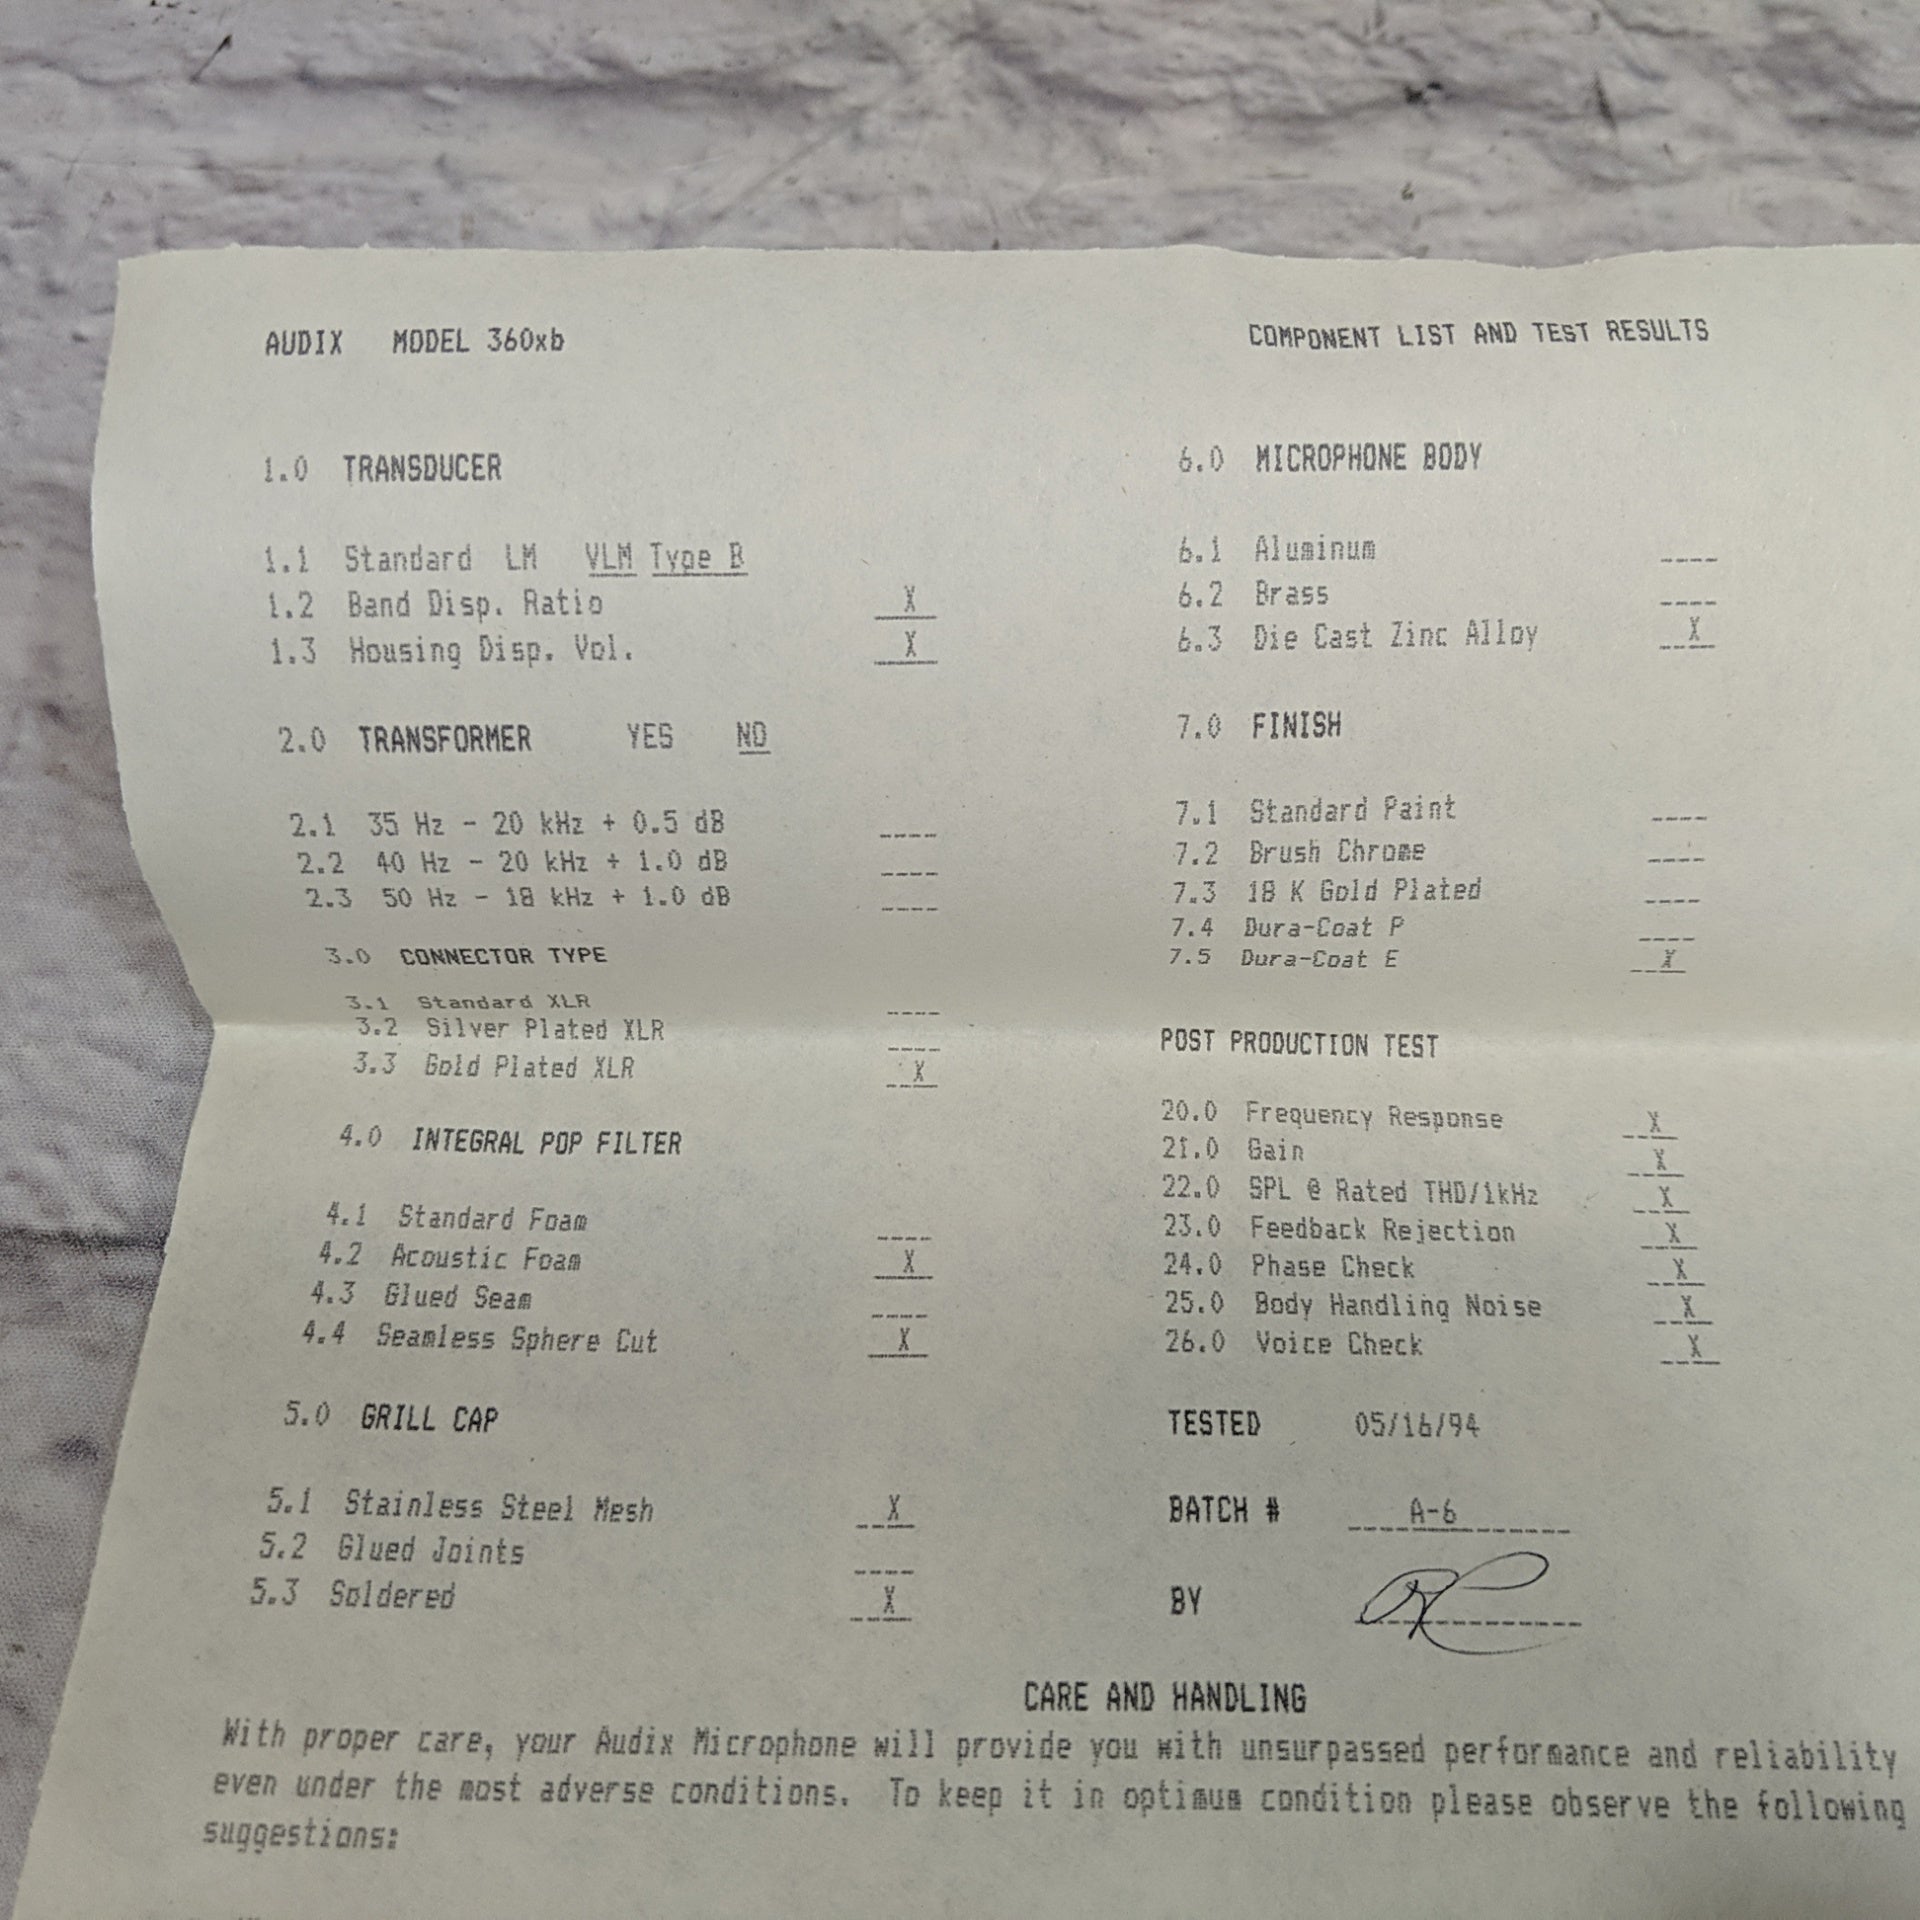 AUDIX MODEL 360xb
COMPONENT LIST AND TEST RESULTS
1.0 TRANSDUCER
1.1 Standard LM VLM Type B
1.2 Band Disp. Ratio X
1.3 Housing Disp. Vol. X
2.0 TRANSFORMER YES NO
2.1 35 Hz - 20 kHz + 0.5 dB ----
2.2 40 Hz - 20 kHz + 1.0 dB ----
2.3 50 Hz - 18 kHz + 1.0 dB ----
3.0 CONNECTOR TYPE
3.1 Standard XLR ----
3.2 Silver Plated XLR ----
3.3 Gold Plated XLR X
4.0 INTEGRAL POP FILTER
4.1 Standard Foam ----
4.2 Acoustic Foam X
4.3 Glued Seam ----
4.4 Seamless Sphere Cut X
5.0 GRILL CAP
5.1 Stainless Steel Mesh X
5.2 Glued Joints ----
5.3 Soldered X
6.0 MICROPHONE BODY
6.1 Aluminum ----
6.2 Brass ----
6.3 Die Cast Zinc Alloy X
7.0 FINISH
7.1 Standard Paint ----
7.2 Brush Chrome ----
7.3 18 K Gold Plated ----
7.4 Dura-Coat P ----
7.5 Dura-Coat E X
POST PRODUCTION TEST
20.0 Frequency Response X
21.0 Gain X
22.0 SPL @ Rated THD/1kHz X
23.0 Feedback Rejection X
24.0 Phase Check X
25.0 Body Handling Noise X
26.0 Voice Check X
TESTED 05/16/94
BATCH # A-6
BY
CARE AND HANDLING
With proper care, your Audix Microphone will provide you with unsurpassed performance and reliability
even under the most adverse conditions. To keep it in optimum condition please observe the following
suggestions: